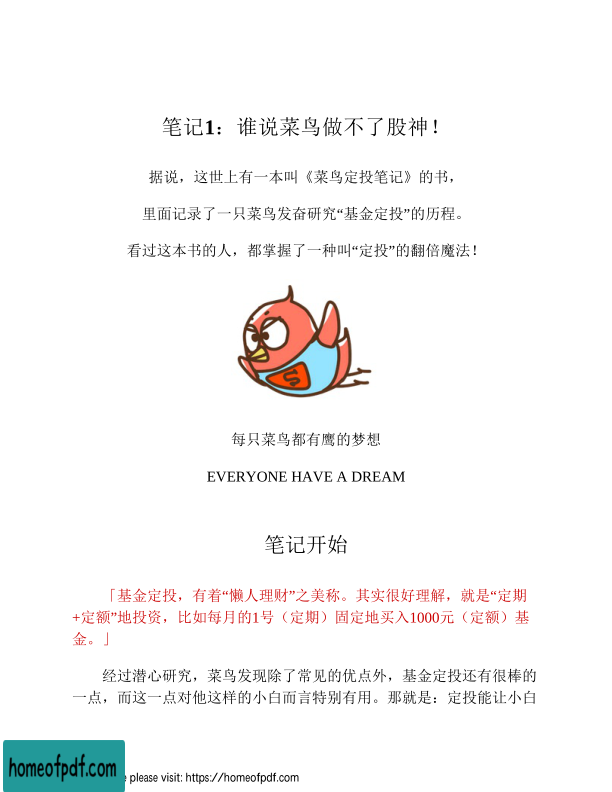 笔记1：谁说菜鸟做不了股神！
据说，这世上有一本叫《菜鸟定投笔记》的书，
里面记录了一只菜鸟发奋研究“基金定投”的历程。
看过这本书的人，都掌握了一种叫“定投”的翻倍魔法！
每只菜鸟都有鹰的梦想
EVERYONE HAVE A DREAM
笔记开始
「基金定投，有着“懒人理财”之美称。其实很好理解，就是“定期
+定额”地投资，比如每月的1号（定期）固定地买入1000元（定额）基
金。」
经过潜心研究，菜鸟发现除了常见的优点外，基金定投还有很棒的
一点，而这一点对他这样的小白而言特别有用。那就是：定投能让小白
homeofpdf.com
please visit: https://homeofpdf.com